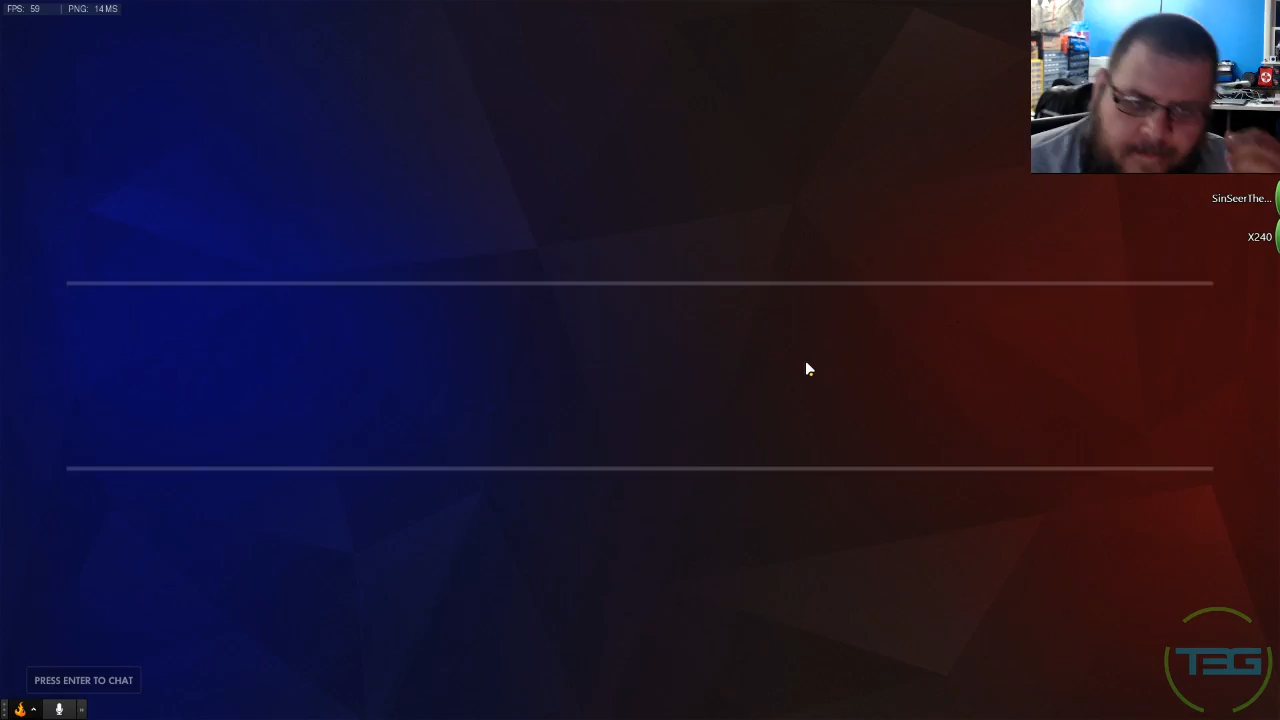 FPS: 59 | PNG: 14 MS
SinSeerThe...
X240
PRESS ENTER TO CHAT
TBG